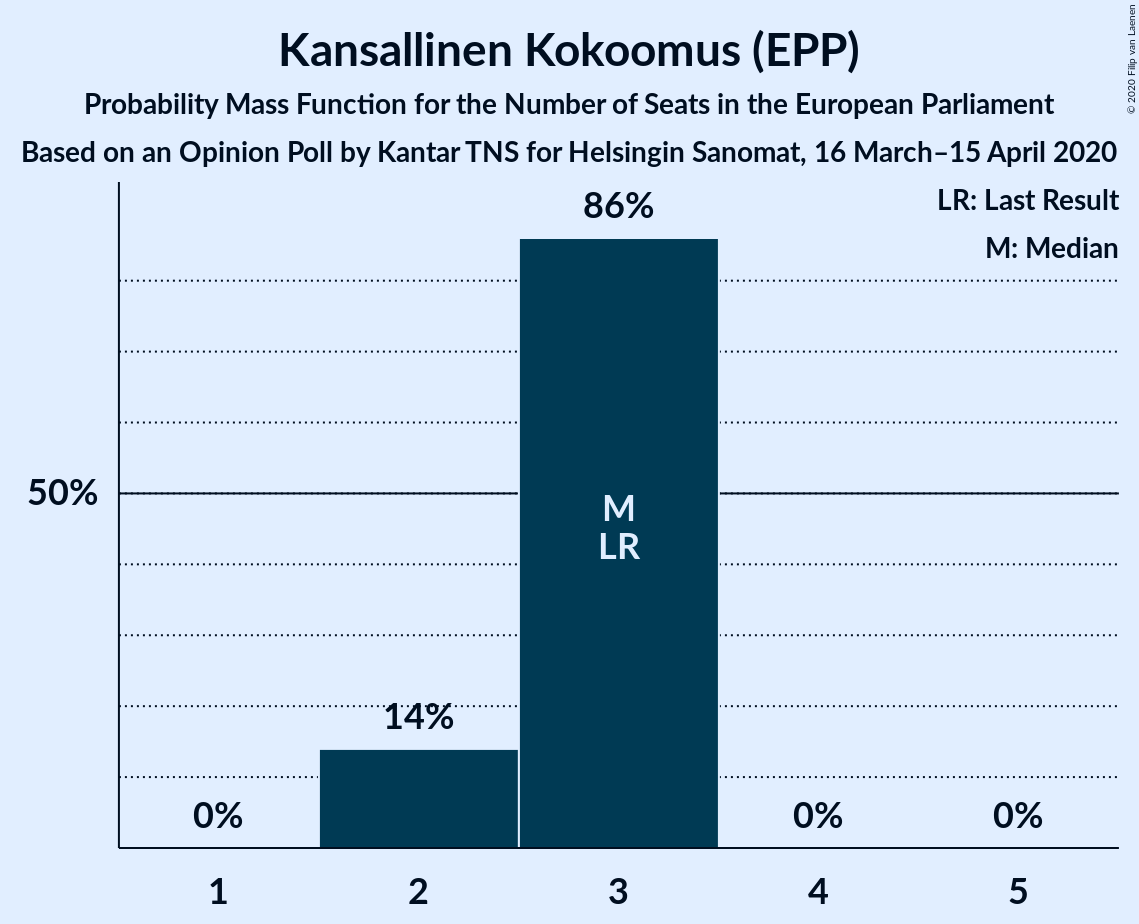 Kansallinen Kokoomus (EPP)
Probability Mass Function for the Number of Seats in the European Parliament
Based on an Opinion Poll by Kantar TNS for Helsingin Sanomat, 16 March–15 April 2020
© 2020 Filip van Laenen
LR: Last Result
M: Median
86%
50%
M
LR
14%
0%
0%
0%
1 2 3 4 5